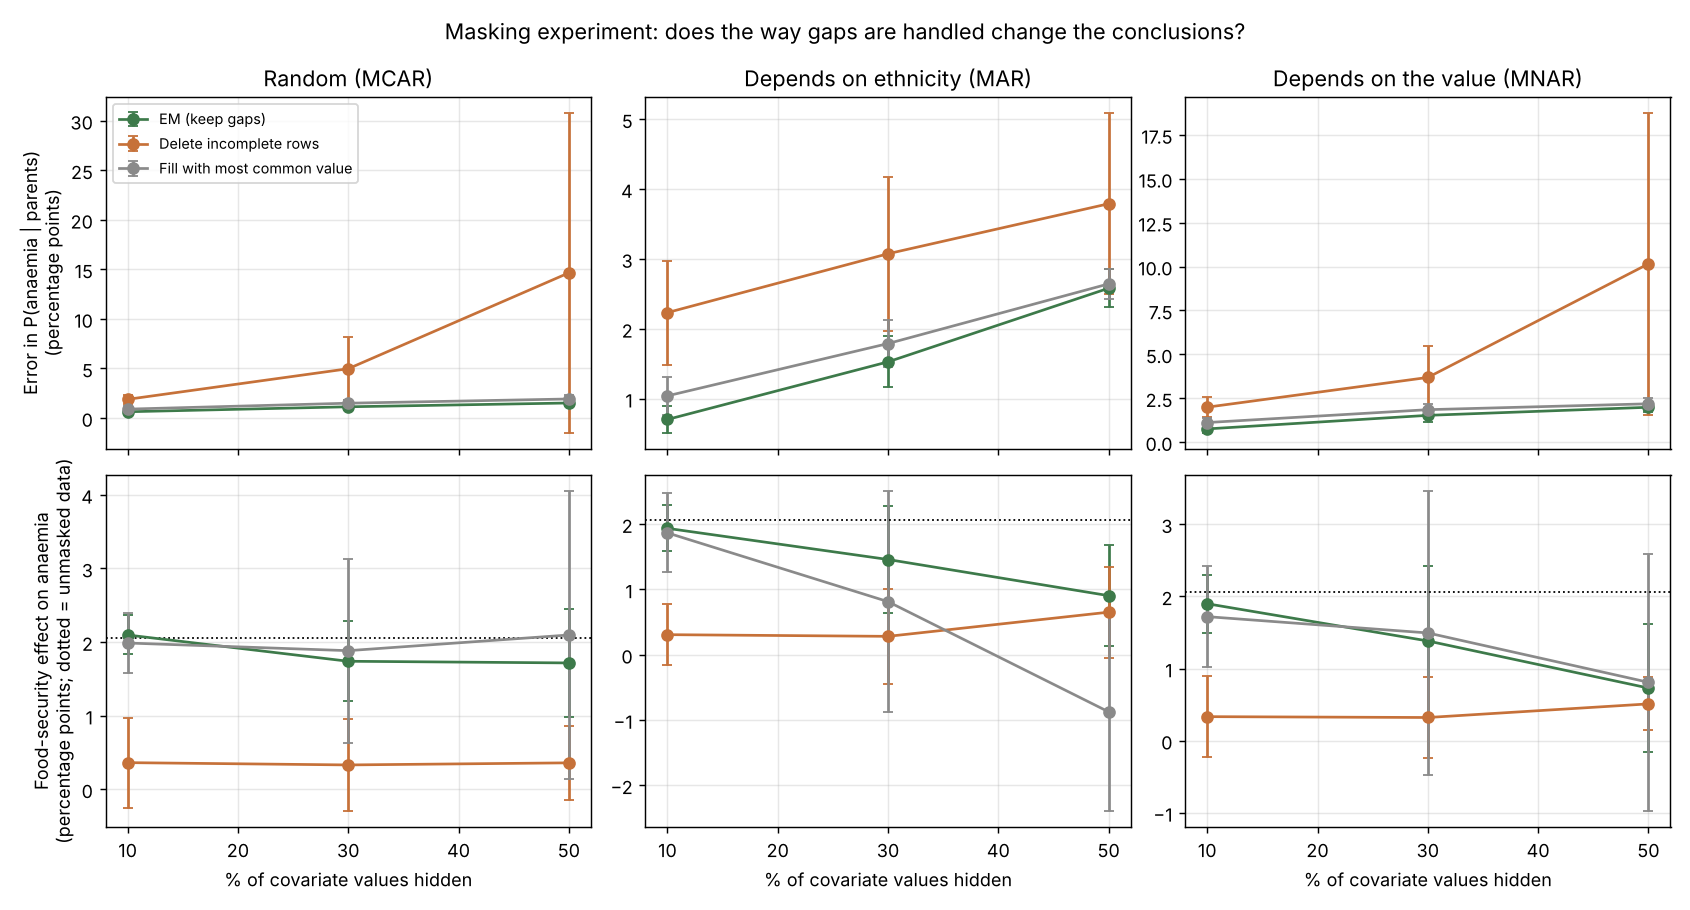 Masking experiment: does the way gaps are handled change the conclusions?
Random (MCAR)
Depends on ethnicity (MAR)
Depends on the value (MNAR)
Error in P(anaemia | parents)
(percentage points)
30
25
20
15
10
5
0
EM (keep gaps)
Delete incomplete rows
Fill with most common value
5
4
3
2
1
17.5
15.0
12.5
10.0
7.5
5.0
2.5
0.0
Food-security effect on anaemia
(percentage points; dotted = unmasked data)
4
3
2
1
0
2
1
0
−1
−2
3
2
1
0
−1
10 20 30 40 50
10 20 30 40 50
10 20 30 40 50
% of covariate values hidden
% of covariate values hidden
% of covariate values hidden